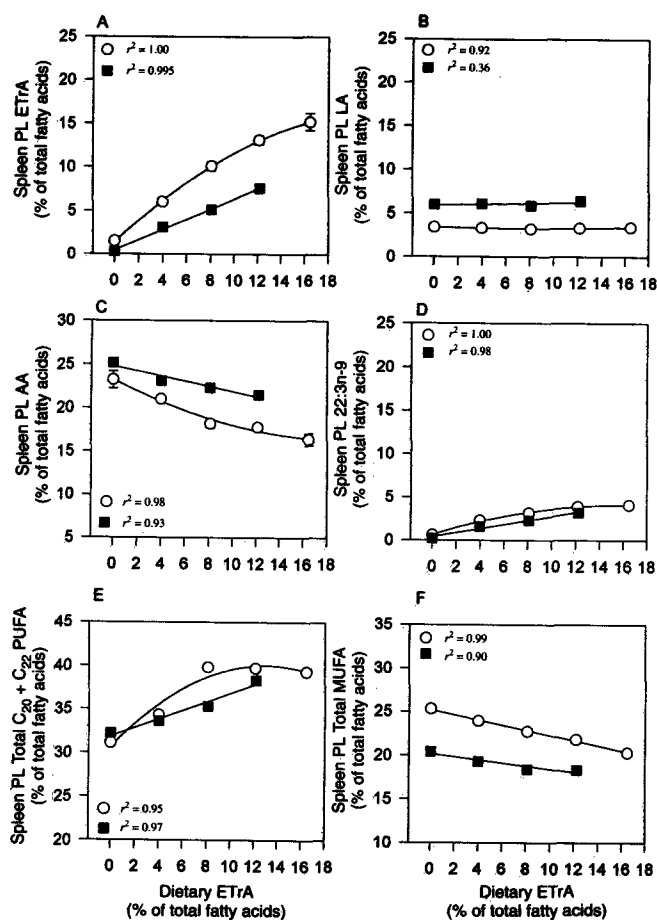 A
r² = 1.00
r² = 0.995
25
20
15
10
5
0
0 2 4 6 8 10 12 14 16 18
Spleen PL ETrA
(% of total fatty acids)
B
r² = 0.92
r² = 0.36
25
20
15
10
5
0
0 2 4 6 8 10 12 14 16 18
Spleen PL LA
(% of total fatty acids)
C
30
25
20
15
10
5
r² = 0.98
r² = 0.93
0 2 4 6 8 10 12 14 16 18
Spleen PL AA
(% of total fatty acids)
D
r² = 1.00
r² = 0.98
25
20
15
10
5
0
0 2 4 6 8 10 12 14 16 18
Spleen PL 22:3n-9
(% of total fatty acids)
E
45
40
35
30
25
20
r² = 0.95
r² = 0.97
0 2 4 6 8 10 12 14 16 18
Spleen PL Total C20 + C22 PUFA
(% of total fatty acids)
Dietary ETrA
(% of total fatty acids)
F
r² = 0.99
r² = 0.90
35
30
25
20
15
10
0 2 4 6 8 10 12 14 16 18
Spleen PL Total MUFA
(% of total fatty acids)
Dietary ETrA
(% of total fatty acids)